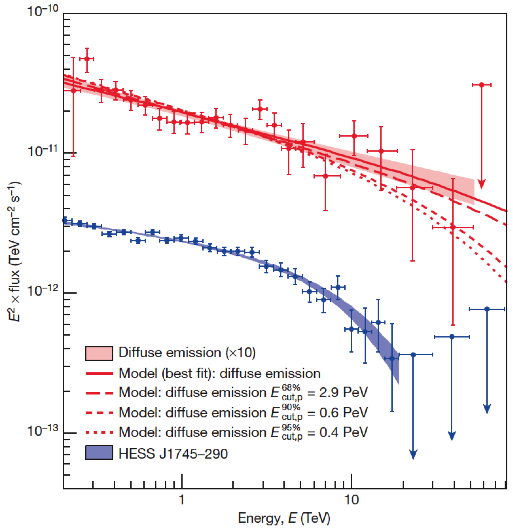 10⁻¹⁰
10⁻¹¹
10⁻¹²
10⁻¹³
E² × flux (TeV cm⁻² s⁻¹)
Diffuse emission (×10)
Model (best fit): diffuse emission
Model: diffuse emission E^68%_cut,p = 2.9 PeV
Model: diffuse emission E^90%_cut,p = 0.6 PeV
Model: diffuse emission E^95%_cut,p = 0.4 PeV
HESS J1745–290
1 10
Energy, E (TeV)